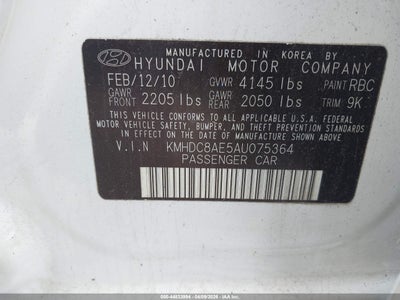 MANUFACTURED IN KOREA BY
HYUNDAI MOTOR COMPANY
FEB/12/10 GVWR 4145 lbs PAINT RBC
GAWR FRONT 2205 lbs GAWR REAR 2050 lbs TRIM 9K
THIS VEHICLE CONFORMS TO ALL APPLICABLE U.S. FEDERAL
MOTOR VEHICLE SAFETY, BUMPER, AND THEFT PREVENTION
STANDARDS IN EFFECT ON THE DATE OF MANUFACTURE SHOWN ABOVE.
V.I.N KMHDC8AE5AU075364
PASSENGER CAR